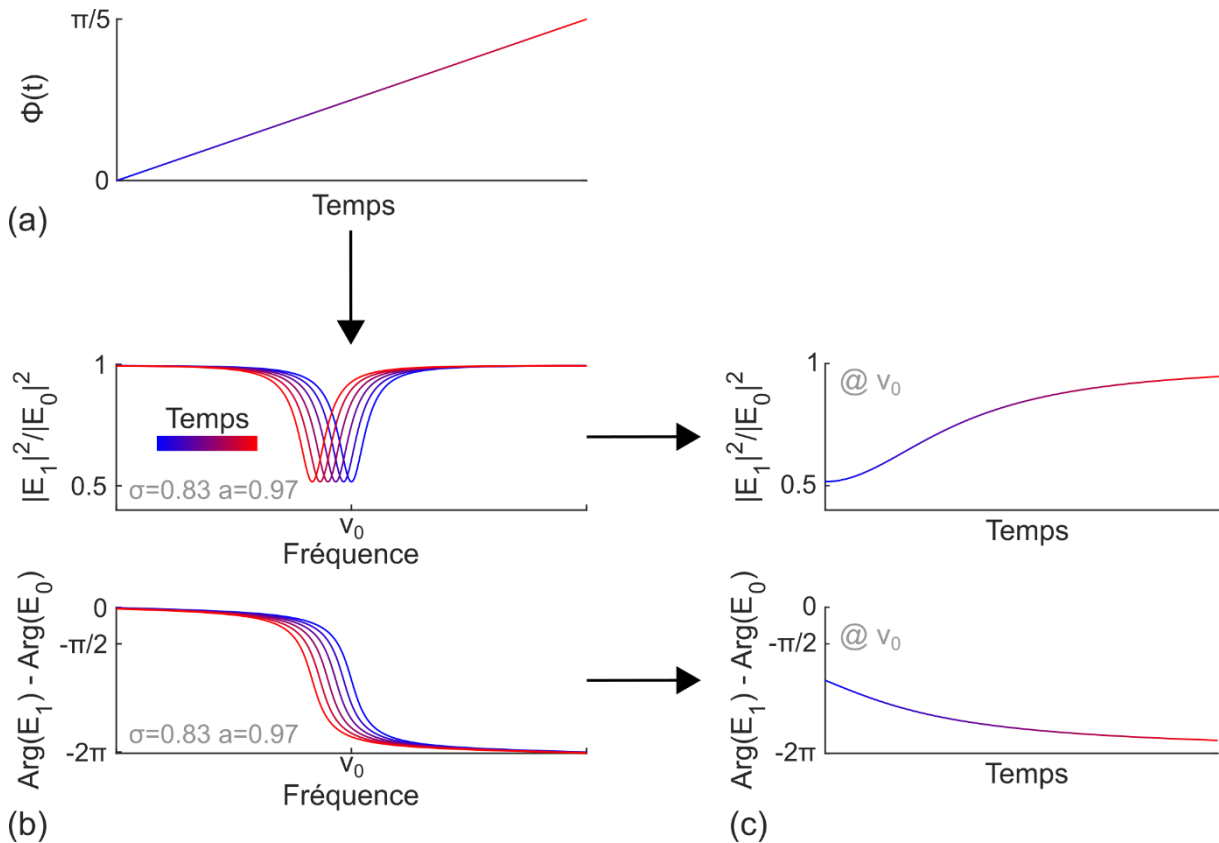 π/5
Φ(t)
0
Temps
(a)
1
|E₁|²/|E₀|²
0.5
Temps
σ=0.83 a=0.97
ν₀
Fréquence
1
|E₁|²/|E₀|²
0.5
@ ν₀
Temps
0
-π/2
-2π
Arg(E₁) - Arg(E₀)
σ=0.83 a=0.97
ν₀
Fréquence
(b)
0
-π/2
-2π
Arg(E₁) - Arg(E₀)
@ ν₀
Temps
(c)